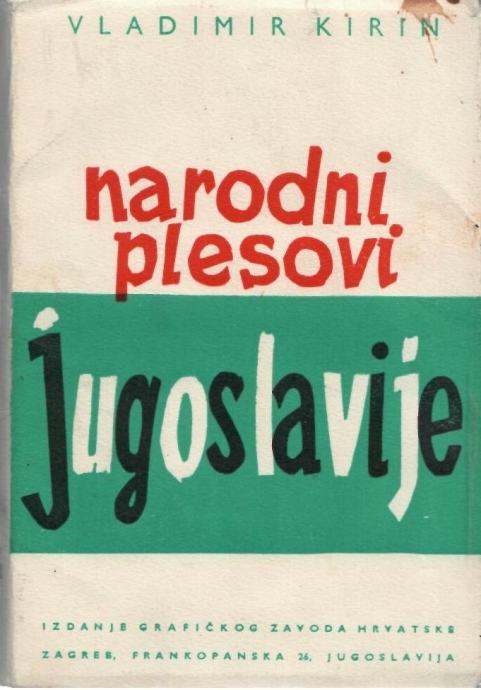 VLADIMIR KIRIN
narodni
plesovi
jugoslavije
IZDANJE GRAFIČKOG ZAVODA HRVATSKE
ZAGREB, FRANKOPANSKA 26, JUGOSLAVIJA